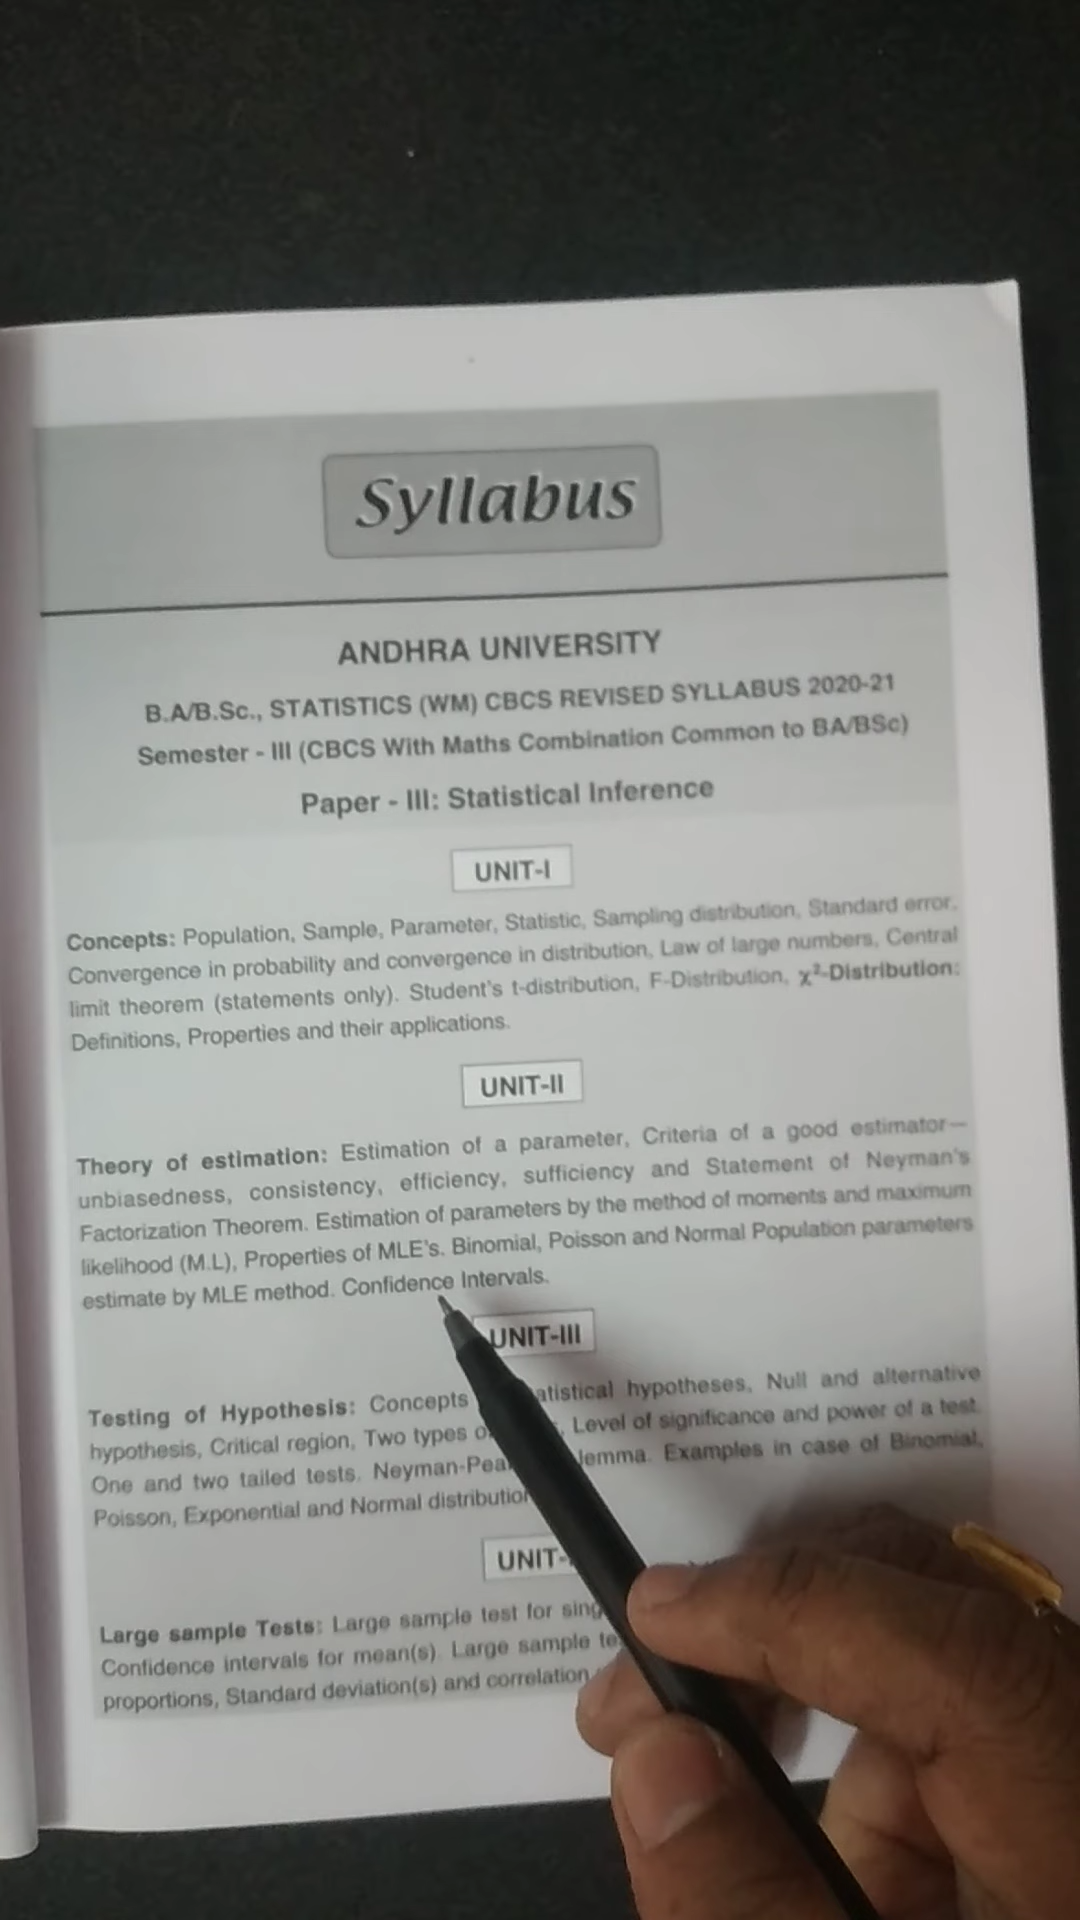 Syllabus
ANDHRA UNIVERSITY
B.A/B.Sc., STATISTICS (WM) CBCS REVISED SYLLABUS 2020-21
Semester - III (CBCS With Maths Combination Common to BA/BSc)
Paper - III: Statistical Inference
UNIT-I
Concepts: Population, Sample, Parameter, Statistic, Sampling distribution, Standard error.
Convergence in probability and convergence in distribution, Law of large numbers, Central
limit theorem (statements only). Student's t-distribution, F-Distribution, χ²-Distribution:
Definitions, Properties and their applications.
UNIT-II
Theory of estimation: Estimation of a parameter, Criteria of a good estimator—
unbiasedness, consistency, efficiency, sufficiency and Statement of Neyman's
Factorization Theorem. Estimation of parameters by the method of moments and maximum
likelihood (M.L), Properties of MLE's. Binomial, Poisson and Normal Population parameters
estimate by MLE method. Confidence Intervals.
UNIT-III
Testing of Hypothesis: Concepts hypotheses, Null and alternative
hypothesis, Critical region, Two types Level of significance and power of a test.
One and two tailed tests. lemma. Examples in case of Binomial,
Poisson, Exponential and Normal
Large sample Tests: Large sample test for
Confidence intervals for mean(s). Large sample
proportions, Standard deviation(s) and correlation